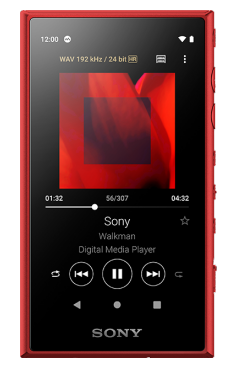 12:00
WAV 192 kHz / 24 bit HR
01:32 56/307 04:32
Sony
Walkman
Digital Media Player
SONY